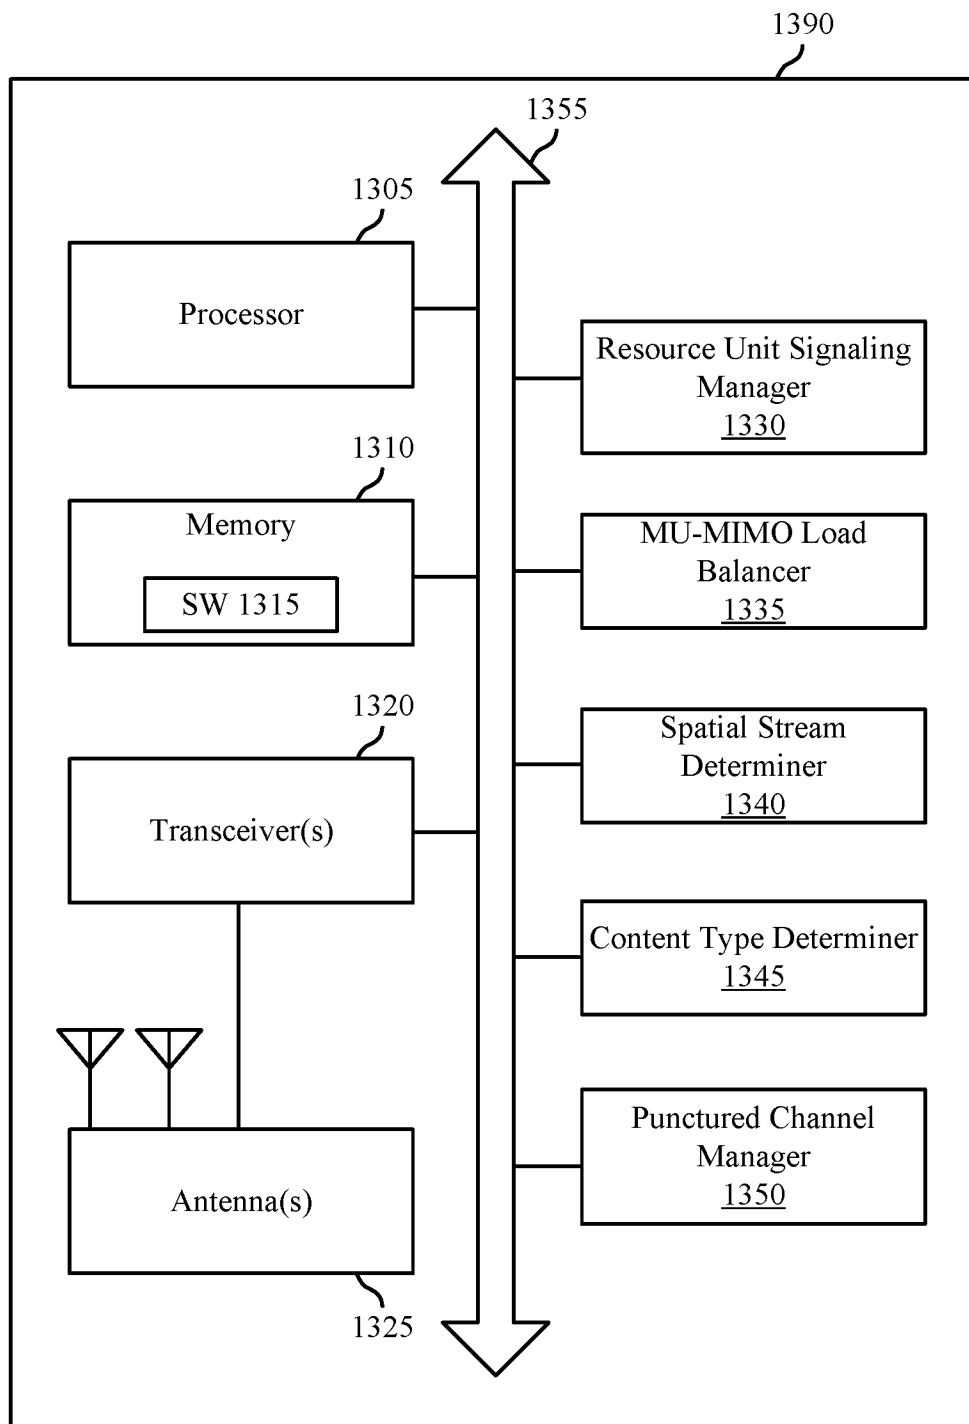 1390
1355
1305
Processor
Resource Unit Signaling
Manager
1330
1310
Memory
SW 1315
MU-MIMO Load
Balancer
1335
1320
Transceiver(s)
Spatial Stream
Determiner
1340
Content Type Determiner
1345
Antenna(s)
1325
Punctured Channel
Manager
1350